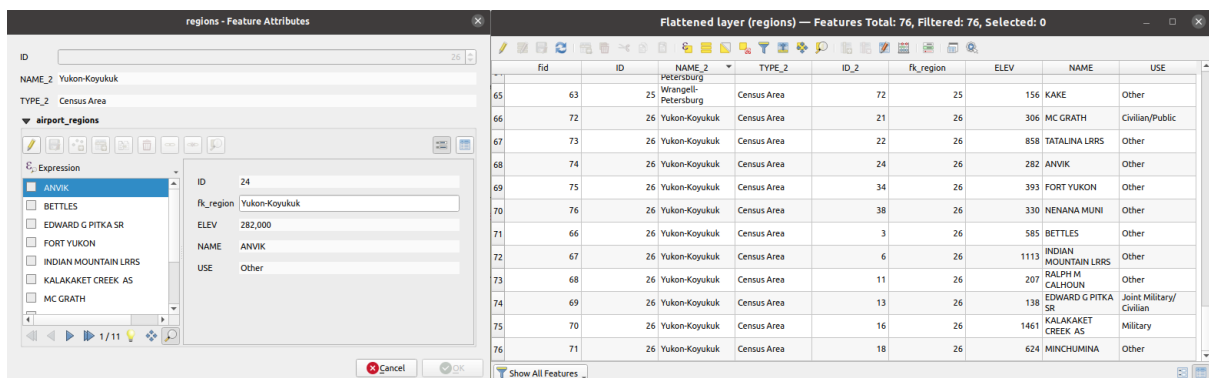 regions - Feature Attributes
ID 26
NAME_2 Yukon-Koyukuk
TYPE_2 Census Area
airport_regions
Expression
ANVIK
BETTLES
EDWARD G PITKA SR
FORT YUKON
INDIAN MOUNTAIN LRRS
KALAKAKET CREEK AS
MC GRATH
1/11
ID 24
fk_region Yukon-Koyukuk
ELEV 282,000
NAME ANVIK
USE Other
Cancel OK
Flattened layer (regions) — Features Total: 76, Filtered: 76, Selected: 0
fid ID NAME_2 TYPE_2 ID_2 fk_region ELEV NAME USE
Petersburg
65 63 25 Wrangell-
Petersburg Census Area 72 25 156 KAKE Other
66 72 26 Yukon-Koyukuk Census Area 21 26 306 MC GRATH Civilian/Public
67 73 26 Yukon-Koyukuk Census Area 22 26 858 TATALINA LRRS Other
68 74 26 Yukon-Koyukuk Census Area 24 26 282 ANVIK Other
69 75 26 Yukon-Koyukuk Census Area 34 26 393 FORT YUKON Other
70 76 26 Yukon-Koyukuk Census Area 38 26 330 NENANA MUNI Other
71 66 26 Yukon-Koyukuk Census Area 3 26 585 BETTLES Other
72 67 26 Yukon-Koyukuk Census Area 6 26 1113 INDIAN
MOUNTAIN LRRS Other
73 68 26 Yukon-Koyukuk Census Area 11 26 207 RALPH M
CALHOUN Other
74 69 26 Yukon-Koyukuk Census Area 13 26 138 EDWARD G PITKA
SR Joint Military/
Civilian
75 70 26 Yukon-Koyukuk Census Area 16 26 1461 KALAKAKET
CREEK AS Military
76 71 26 Yukon-Koyukuk Census Area 18 26 624 MINCHUMINA Other
Show All Features